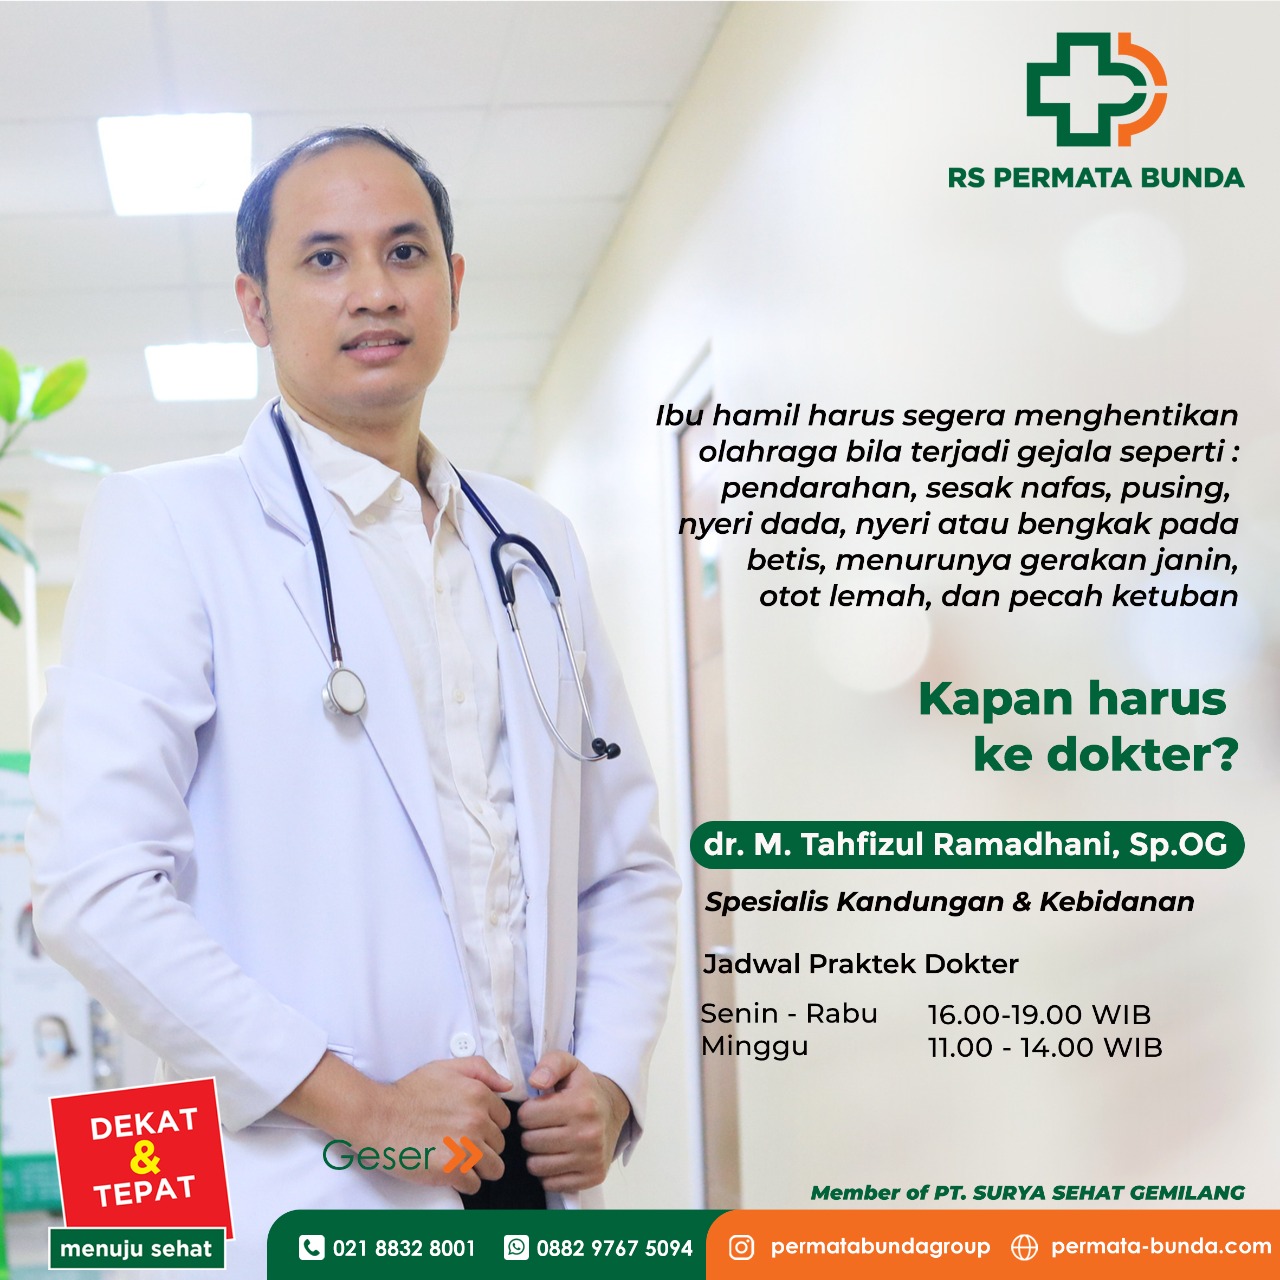 RS PERMATA BUNDA
Ibu hamil harus segera menghentikan
olahraga bila terjadi gejala seperti :
pendarahan, sesak nafas, pusing,
nyeri dada, nyeri atau bengkak pada
betis, menurunya gerakan janin,
otot lemah, dan pecah ketuban
Kapan harus
ke dokter?
dr. M. Tahfizul Ramadhani, Sp.OG
Spesialis Kandungan & Kebidanan
Jadwal Praktek Dokter
Senin - Rabu 16.00-19.00 WIB
Minggu 11.00 - 14.00 WIB
DEKAT
&
TEPAT
menuju sehat
Geser
Member of PT. SURYA SEHAT GEMILANG
021 8832 8001 0882 9767 5094 permatabundagroup permata-bunda.com